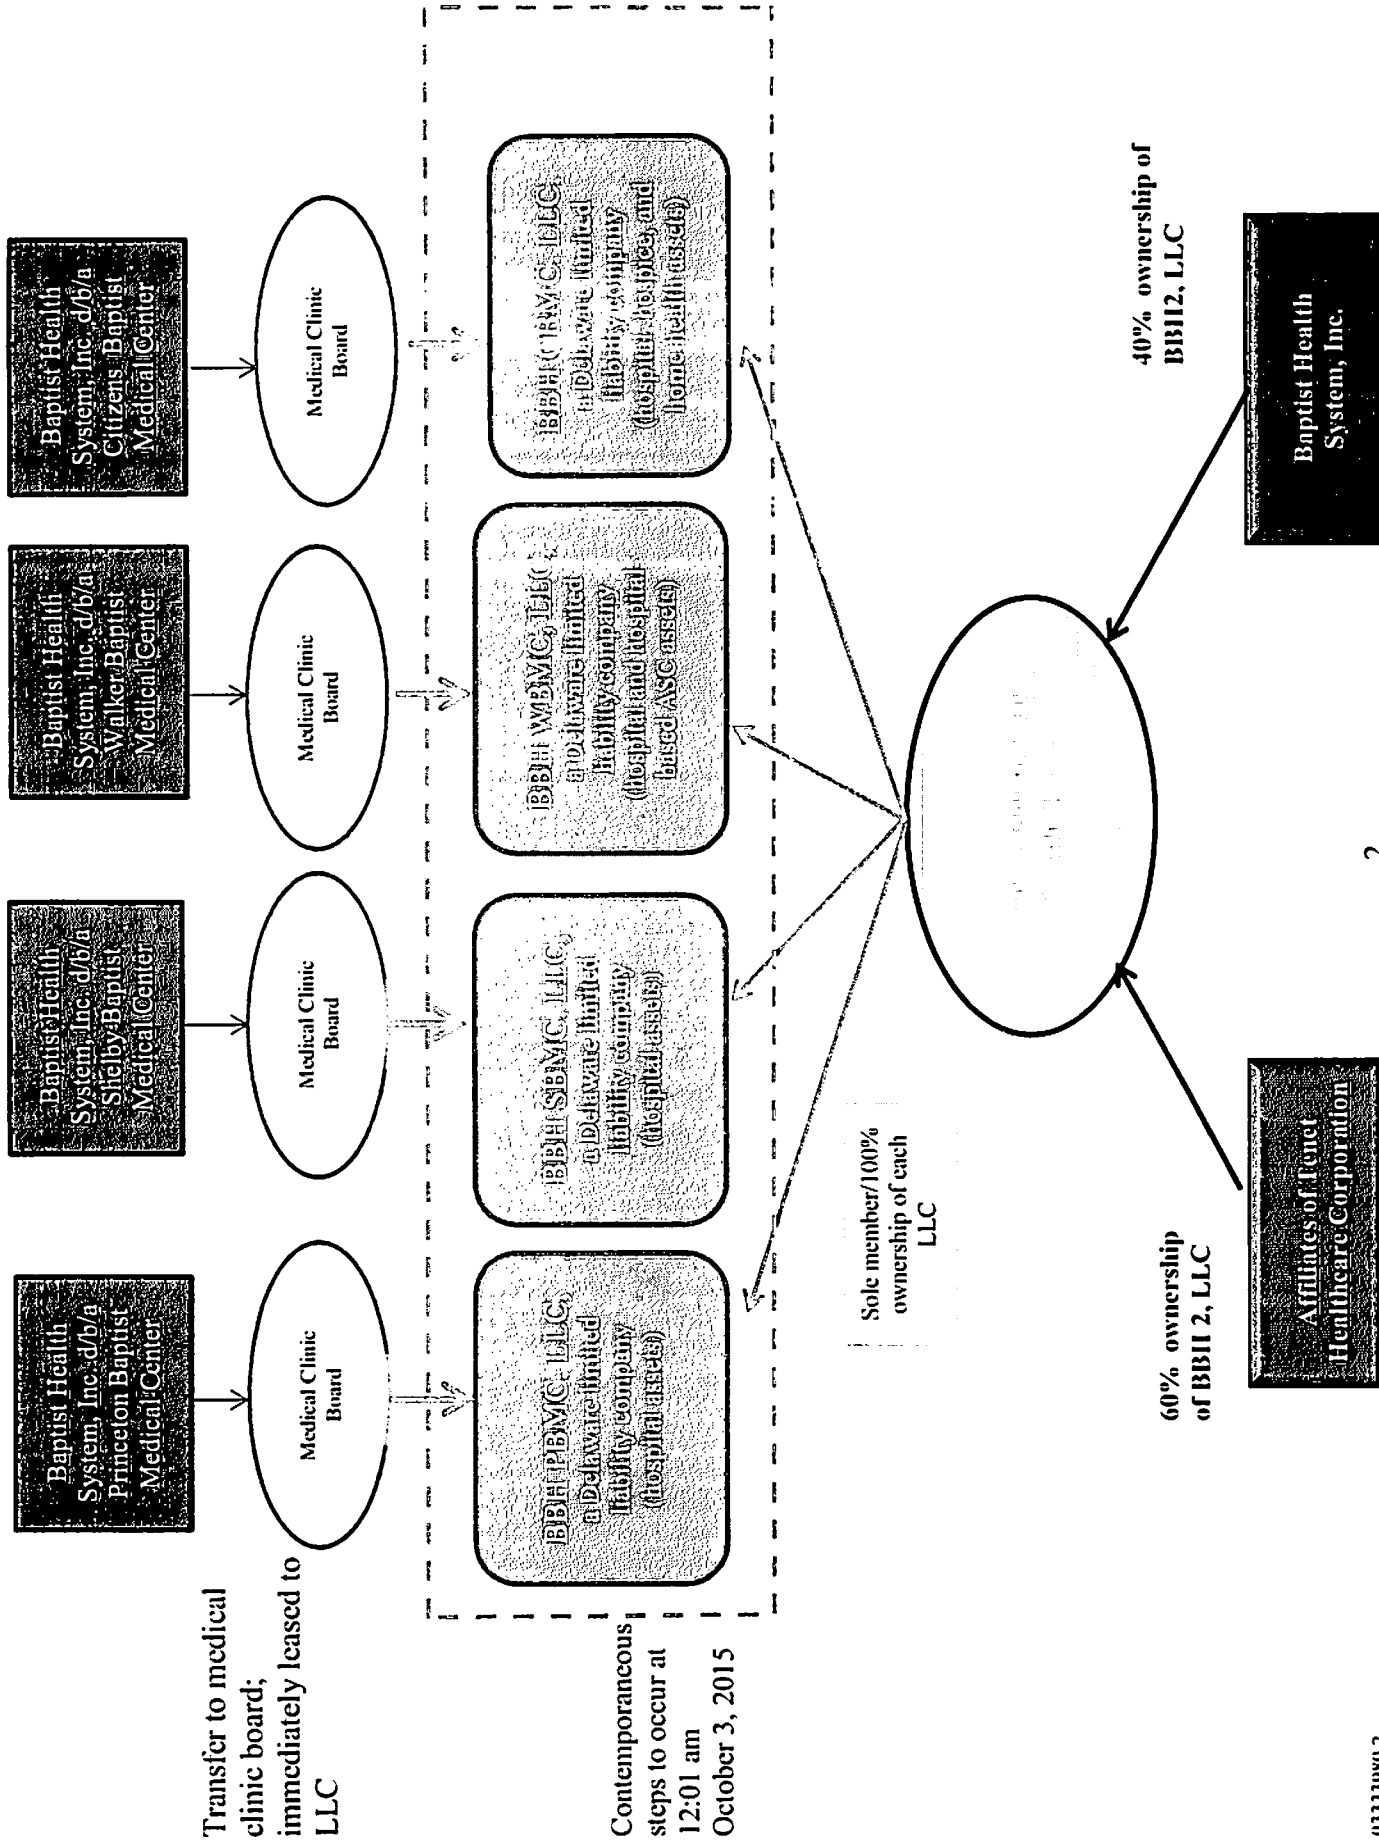 Baptist Health
System, Inc. d/b/a
Princeton Baptist
Medical Center
Baptist Health
System, Inc. d/b/a
Shelby Baptist
Medical Center
Baptist Health
System, Inc. d/b/a
Walker Baptist
Medical Center
Baptist Health
System, Inc. d/b/a
Citizens Baptist
Medical Center
Transfer to medical
clinic board;
immediately leased to
LLC
Medical Clinic
Board
Medical Clinic
Board
Medical Clinic
Board
Medical Clinic
Board
Contemporaneous
steps to occur at
12:01 am
October 3, 2015
BBH PBMC, LLC,
a Delaware limited
liability company
(hospital assets)
BBH SBMC, LLC,
a Delaware limited
liability company
(hospital assets)
BBH WBMC, LLC,
a Delaware limited
liability company
(hospital and hospital
based ASC assets)
BBH CBMC, LLC,
a Delaware limited
liability company
(hospital, hospice, and
home health assets)
Sole member/100%
ownership of each
LLC
60% ownership
of BBH 2, LLC
40% ownership of
BBH2, LLC
Affiliates of Tenet
Healthcare Corporation
Baptist Health
System, Inc.
2